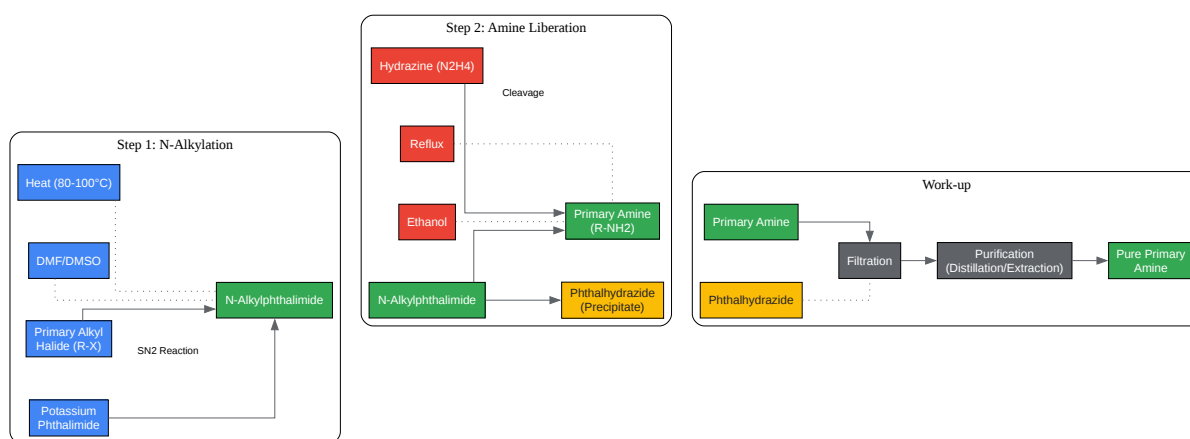 Step 1: N-Alkylation
Heat (80-100°C)
DMF/DMSO
N-Alkylphthalimide
Primary Alkyl
Halide (R-X)
SN2 Reaction
Potassium
Phthalimide
Step 2: Amine Liberation
Hydrazine (N2H4)
Cleavage
Reflux
Ethanol
Primary Amine
(R-NH2)
N-Alkylphthalimide
Phthalhydrazide
(Precipitate)
Work-up
Primary Amine
Filtration
Purification
(Distillation/Extraction)
Pure Primary
Amine
Phthalhydrazide